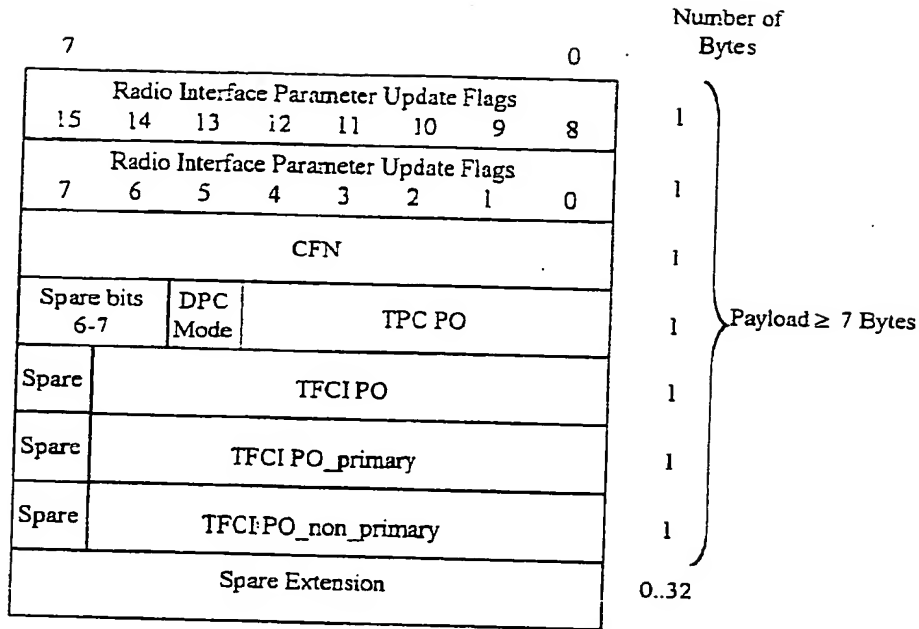 Number of
Bytes
7 0
Radio Interface Parameter Update Flags
15 14 13 12 11 10 9 8
1
Radio Interface Parameter Update Flags
7 6 5 4 3 2 1 0
1
CFN
1
Spare bits
6-7
DPC
Mode
TPC PO
1
Payload ≥ 7 Bytes
Spare
TFCI PO
1
Spare
TFCI PO_primary
1
Spare
TFCI PO_non_primary
1
Spare Extension
0..32